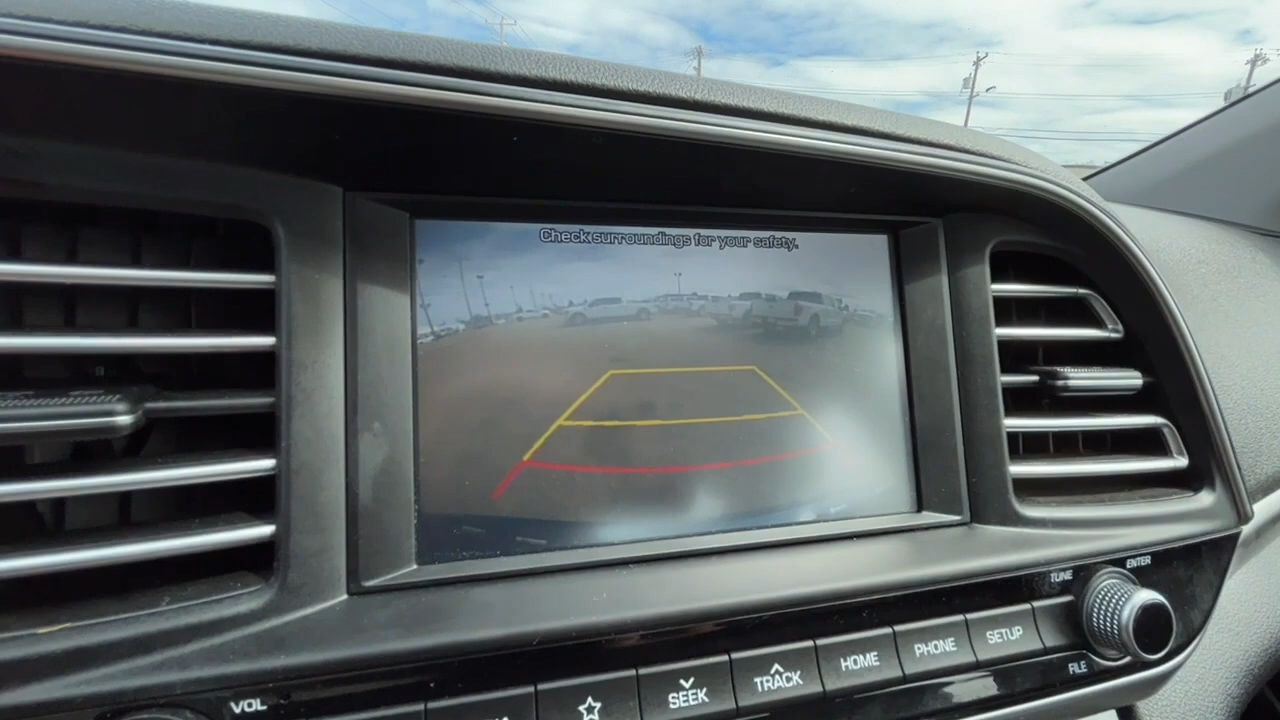 Check surroundings for your safety.
TUNE
ENTER
VOL
SEEK
TRACK
HOME
PHONE
SETUP
FILE